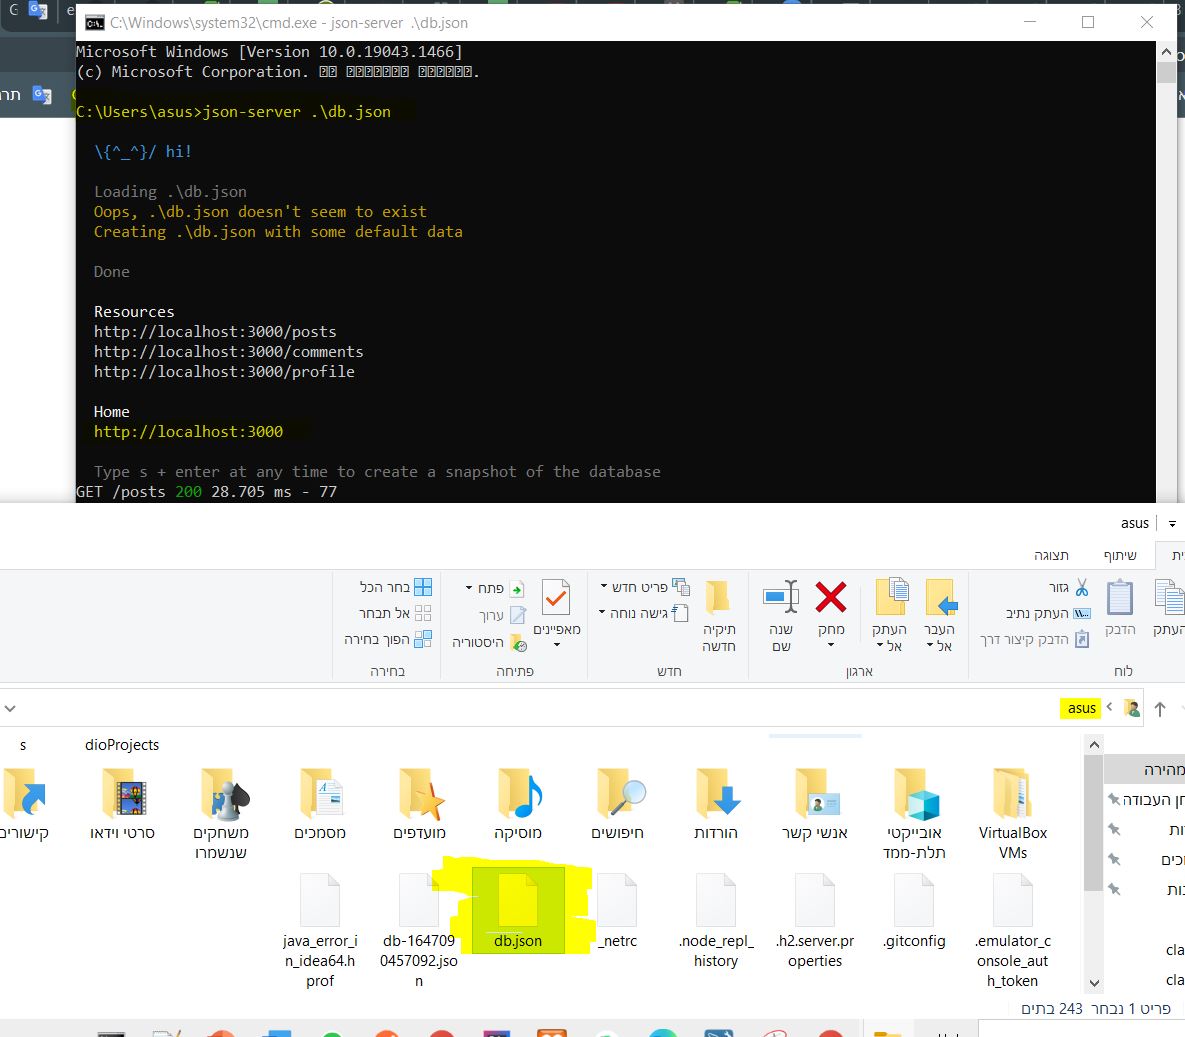 C:\Windows\system32\cmd.exe - json-server .\db.json
Microsoft Windows [Version 10.0.19043.1466]
(c) Microsoft Corporation.
C:\Users\asus>json-server .\db.json
\{^_^}/ hi!
Loading .\db.json
Oops, .\db.json doesn't seem to exist
Creating .\db.json with some default data
Done
Resources
http://localhost:3000/posts
http://localhost:3000/comments
http://localhost:3000/profile
Home
http://localhost:3000
Type s + enter at any time to create a snapshot of the database
GET /posts 200 28.705 ms - 77
asus
שיתוף
תצוגה
גזור
העתק נתיב
הדבק קיצור דרך
הדבק
העתק
לוח
העבר אל
העתק אל
מחק
שנה שם
ארגון
תיקיה חדשה
פריט חדש
גישה נוחה
חדש
מאפיינים
פתח
ערוך
היסטוריה
פתיחה
בחר הכל
אל תבחר
הפוך בחירה
בחירה
asus
dioProjects
s
VirtualBox VMs
אובייקטי תלת-ממד
אנשי קשר
הורדות
חיפושים
מוסיקה
מועדפים
מסמכים
משחקים שנשמרו
סרטי וידאו
קישורים
.emulator_console_auth_token
.gitconfig
.h2.server.properties
.node_repl_history
_netrc
db.json
db-1647090457092.json
java_error_in_idea64.hprof
פריט 1 נבחר 243 בתים